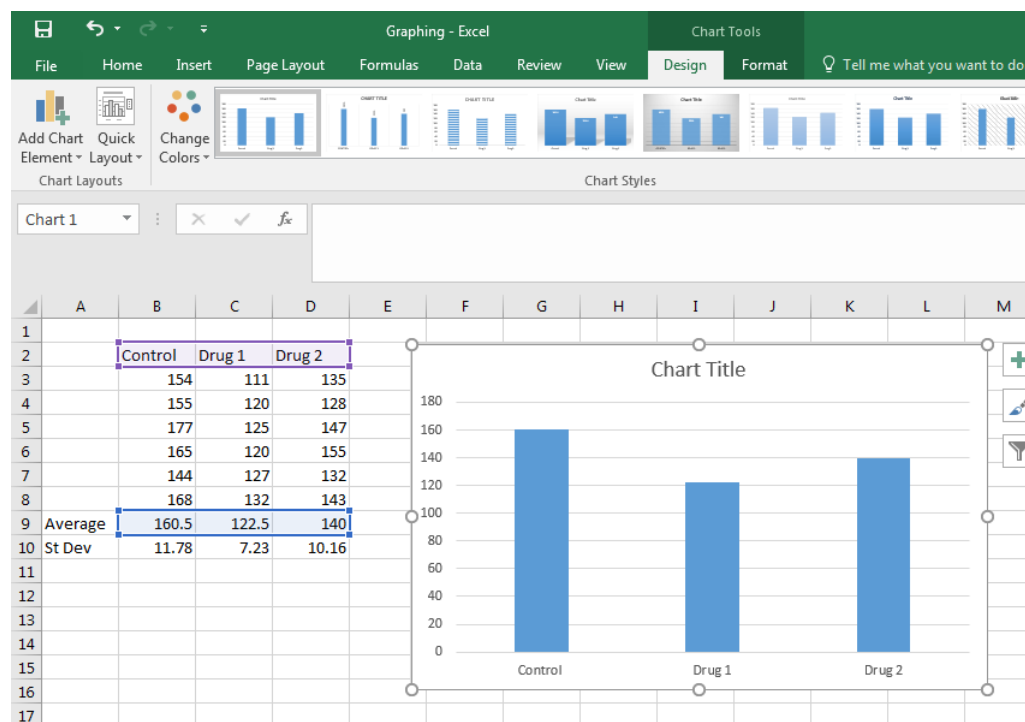 Graphing - Excel
Chart Tools
File Home Insert Page Layout Formulas Data Review View Design Format Tell me what you want to do
Add Chart Element Quick Layout Change Colors
Chart Layouts Chart Styles
Chart 1 fx
A B C D E F G H I J K L M
1
2 Control Drug 1 Drug 2
3 154 111 135
4 155 120 128
5 177 125 147
6 165 120 155
7 144 127 132
8 168 132 143
9 Average 160.5 122.5 140
10 St Dev 11.78 7.23 10.16
11
12
13
14
15
16
17
Chart Title
180
160
140
120
100
80
60
40
20
0
Control Drug 1 Drug 2